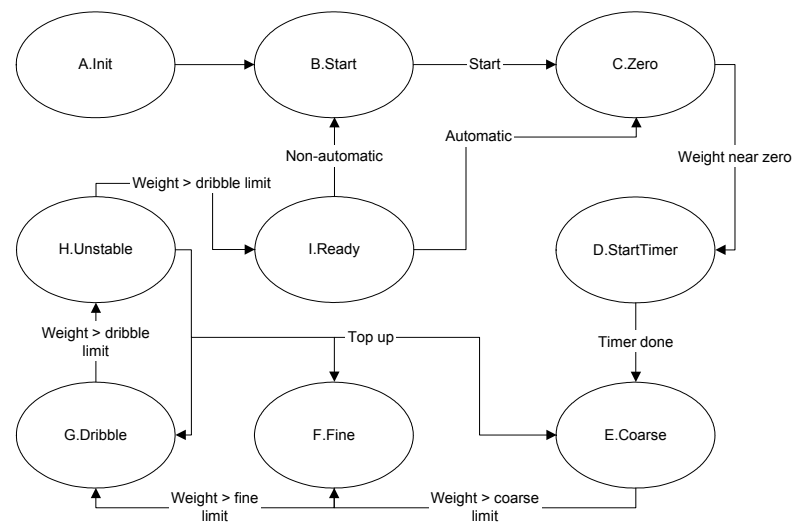 A.Init
B.Start
Start
C.Zero
Automatic
Non-automatic
Weight near zero
Weight > dribble limit
H.Unstable
I.Ready
D.StartTimer
Weight > dribble
limit
Top up
Timer done
G.Dribble
F.Fine
E.Coarse
Weight > fine
limit
Weight > coarse
limit